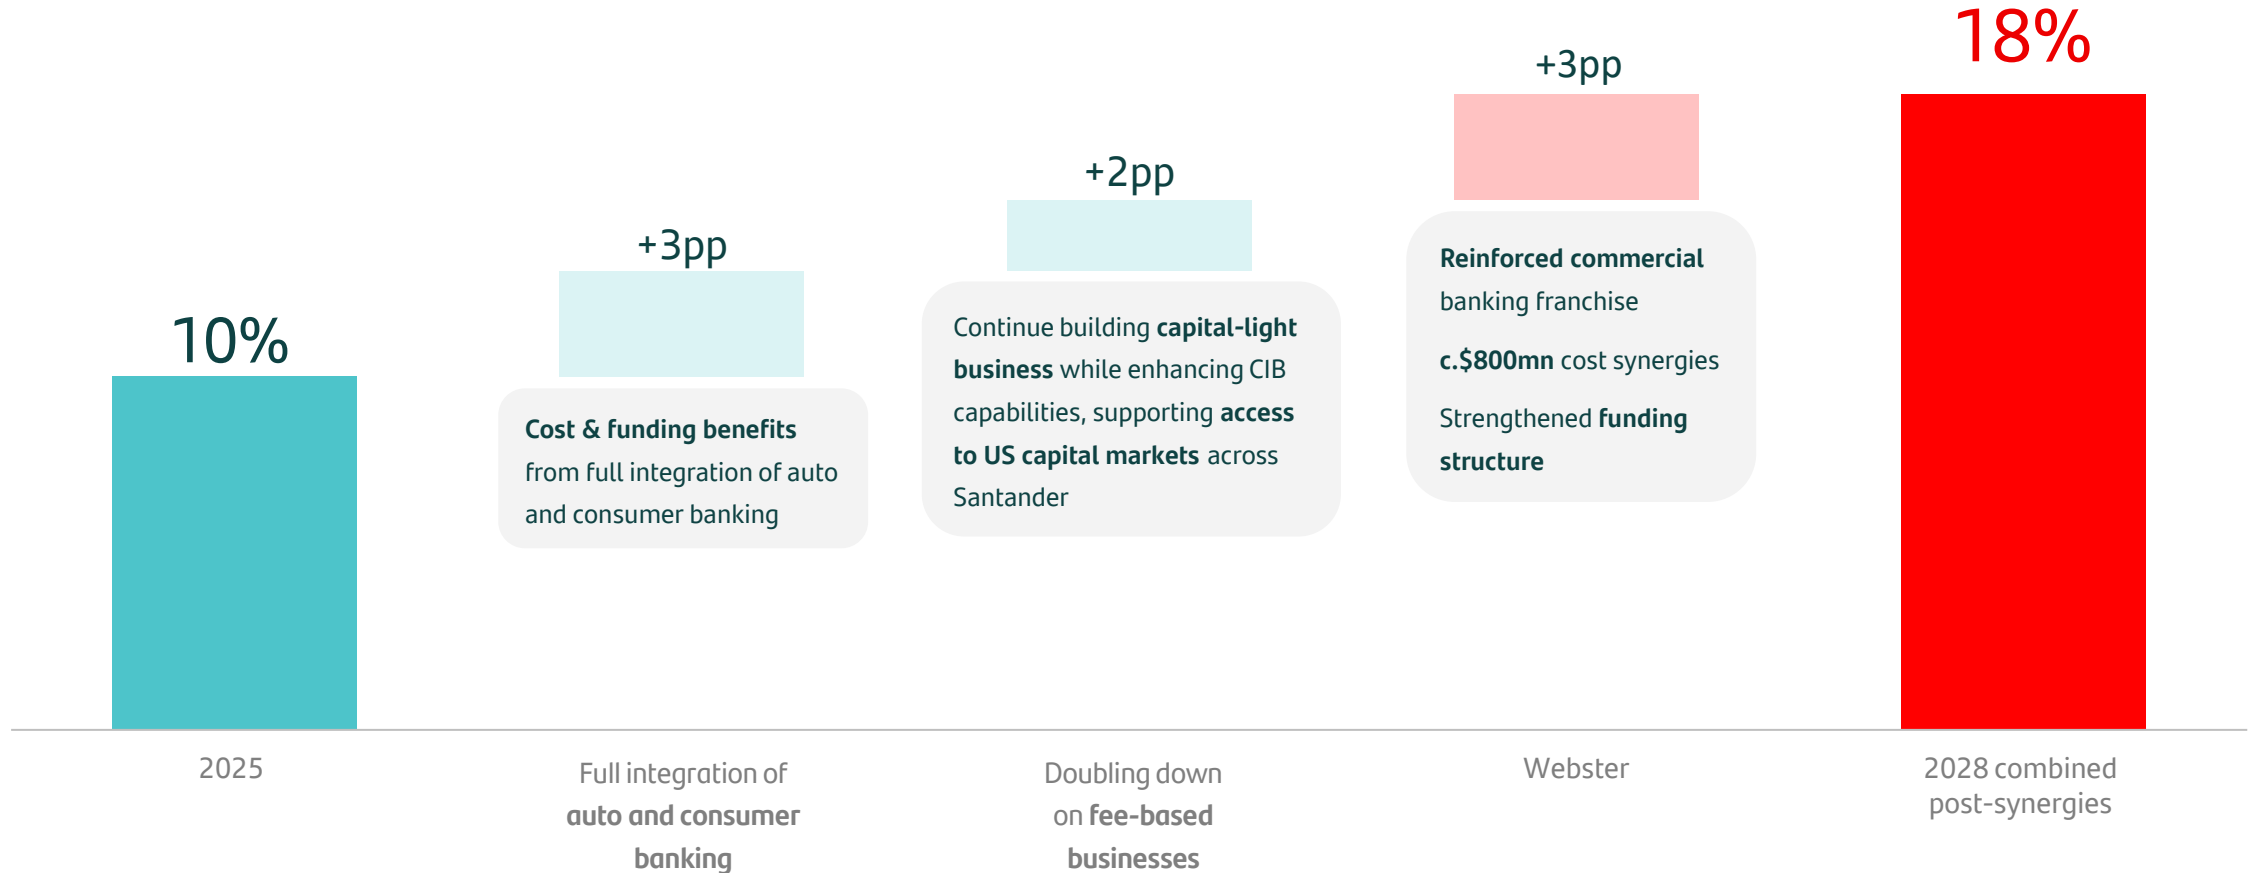 10%
2025
+3pp
Cost & funding benefits
from full integration of auto
and consumer banking
Full integration of
auto and consumer
banking
+2pp
Continue building capital-light
business while enhancing CIB
capabilities, supporting access
to US capital markets across
Santander
Doubling down
on fee-based
businesses
+3pp
Reinforced commercial
banking franchise
c.$800mn cost synergies
Strengthened funding
structure
Webster
18%
2028 combined
post-synergies